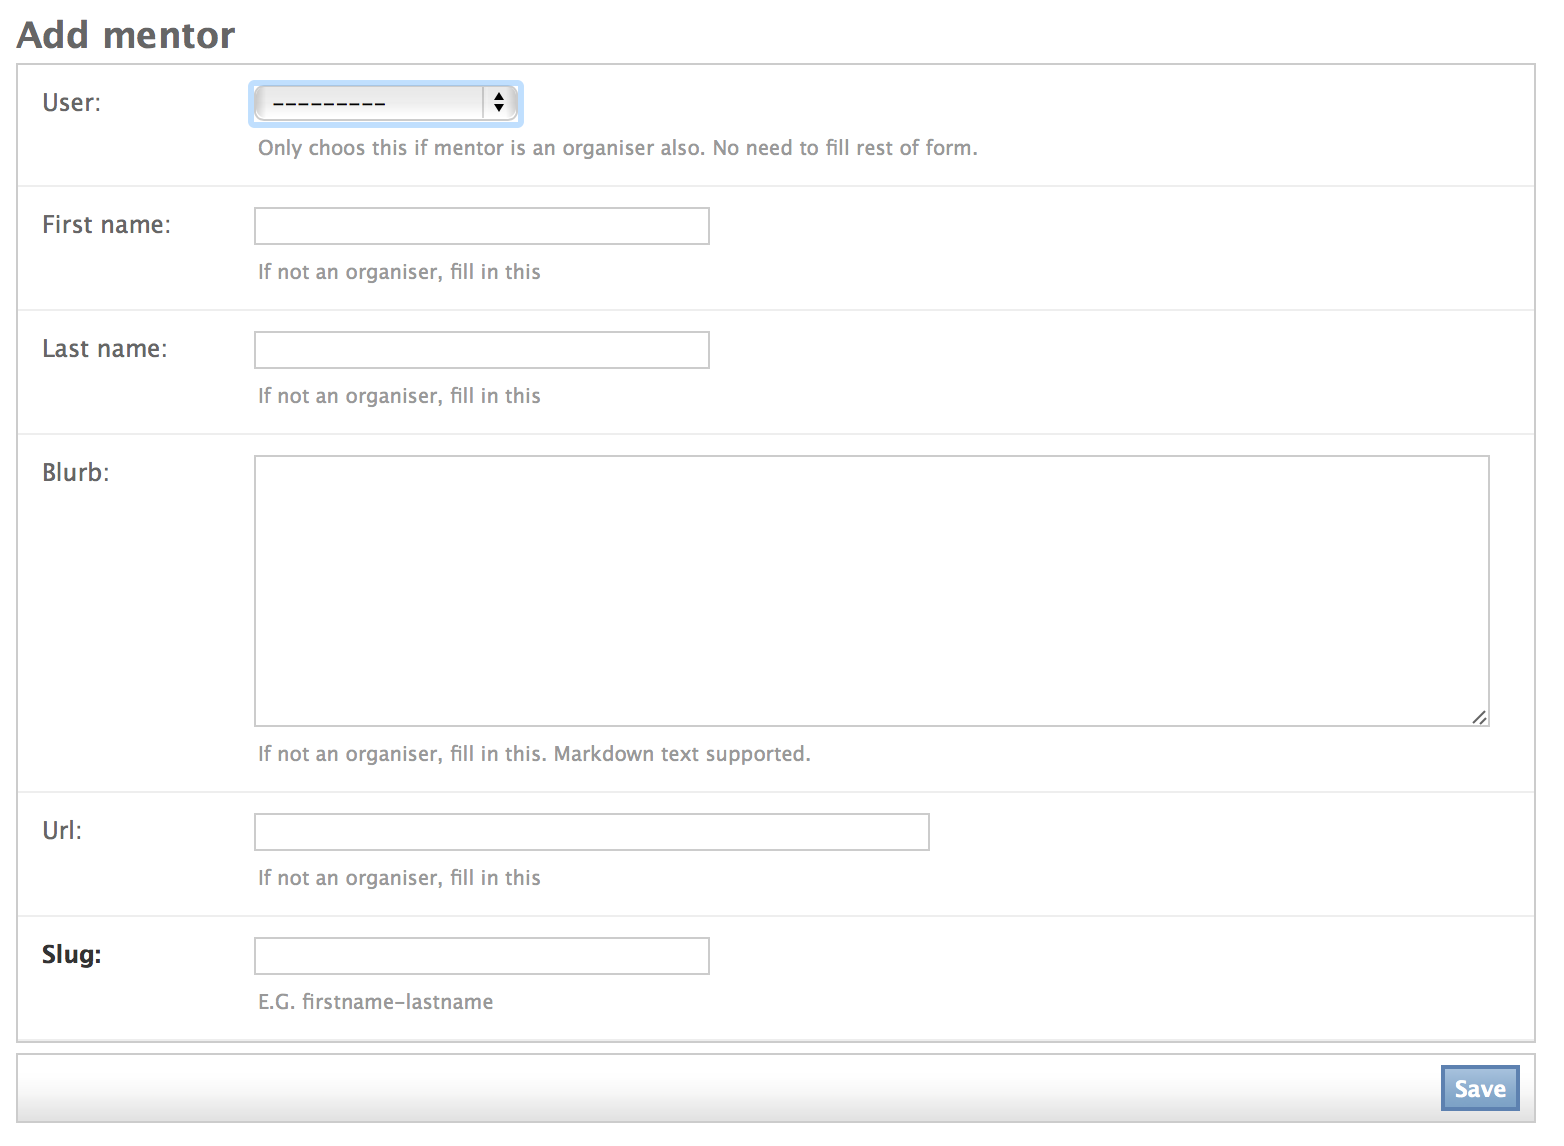 Add mentor
User:
---------
Only choos this if mentor is an organiser also. No need to fill rest of form.
First name:
If not an organiser, fill in this
Last name:
If not an organiser, fill in this
Blurb:
If not an organiser, fill in this. Markdown text supported.
Url:
If not an organiser, fill in this
Slug:
E.G. firstname-lastname
Save